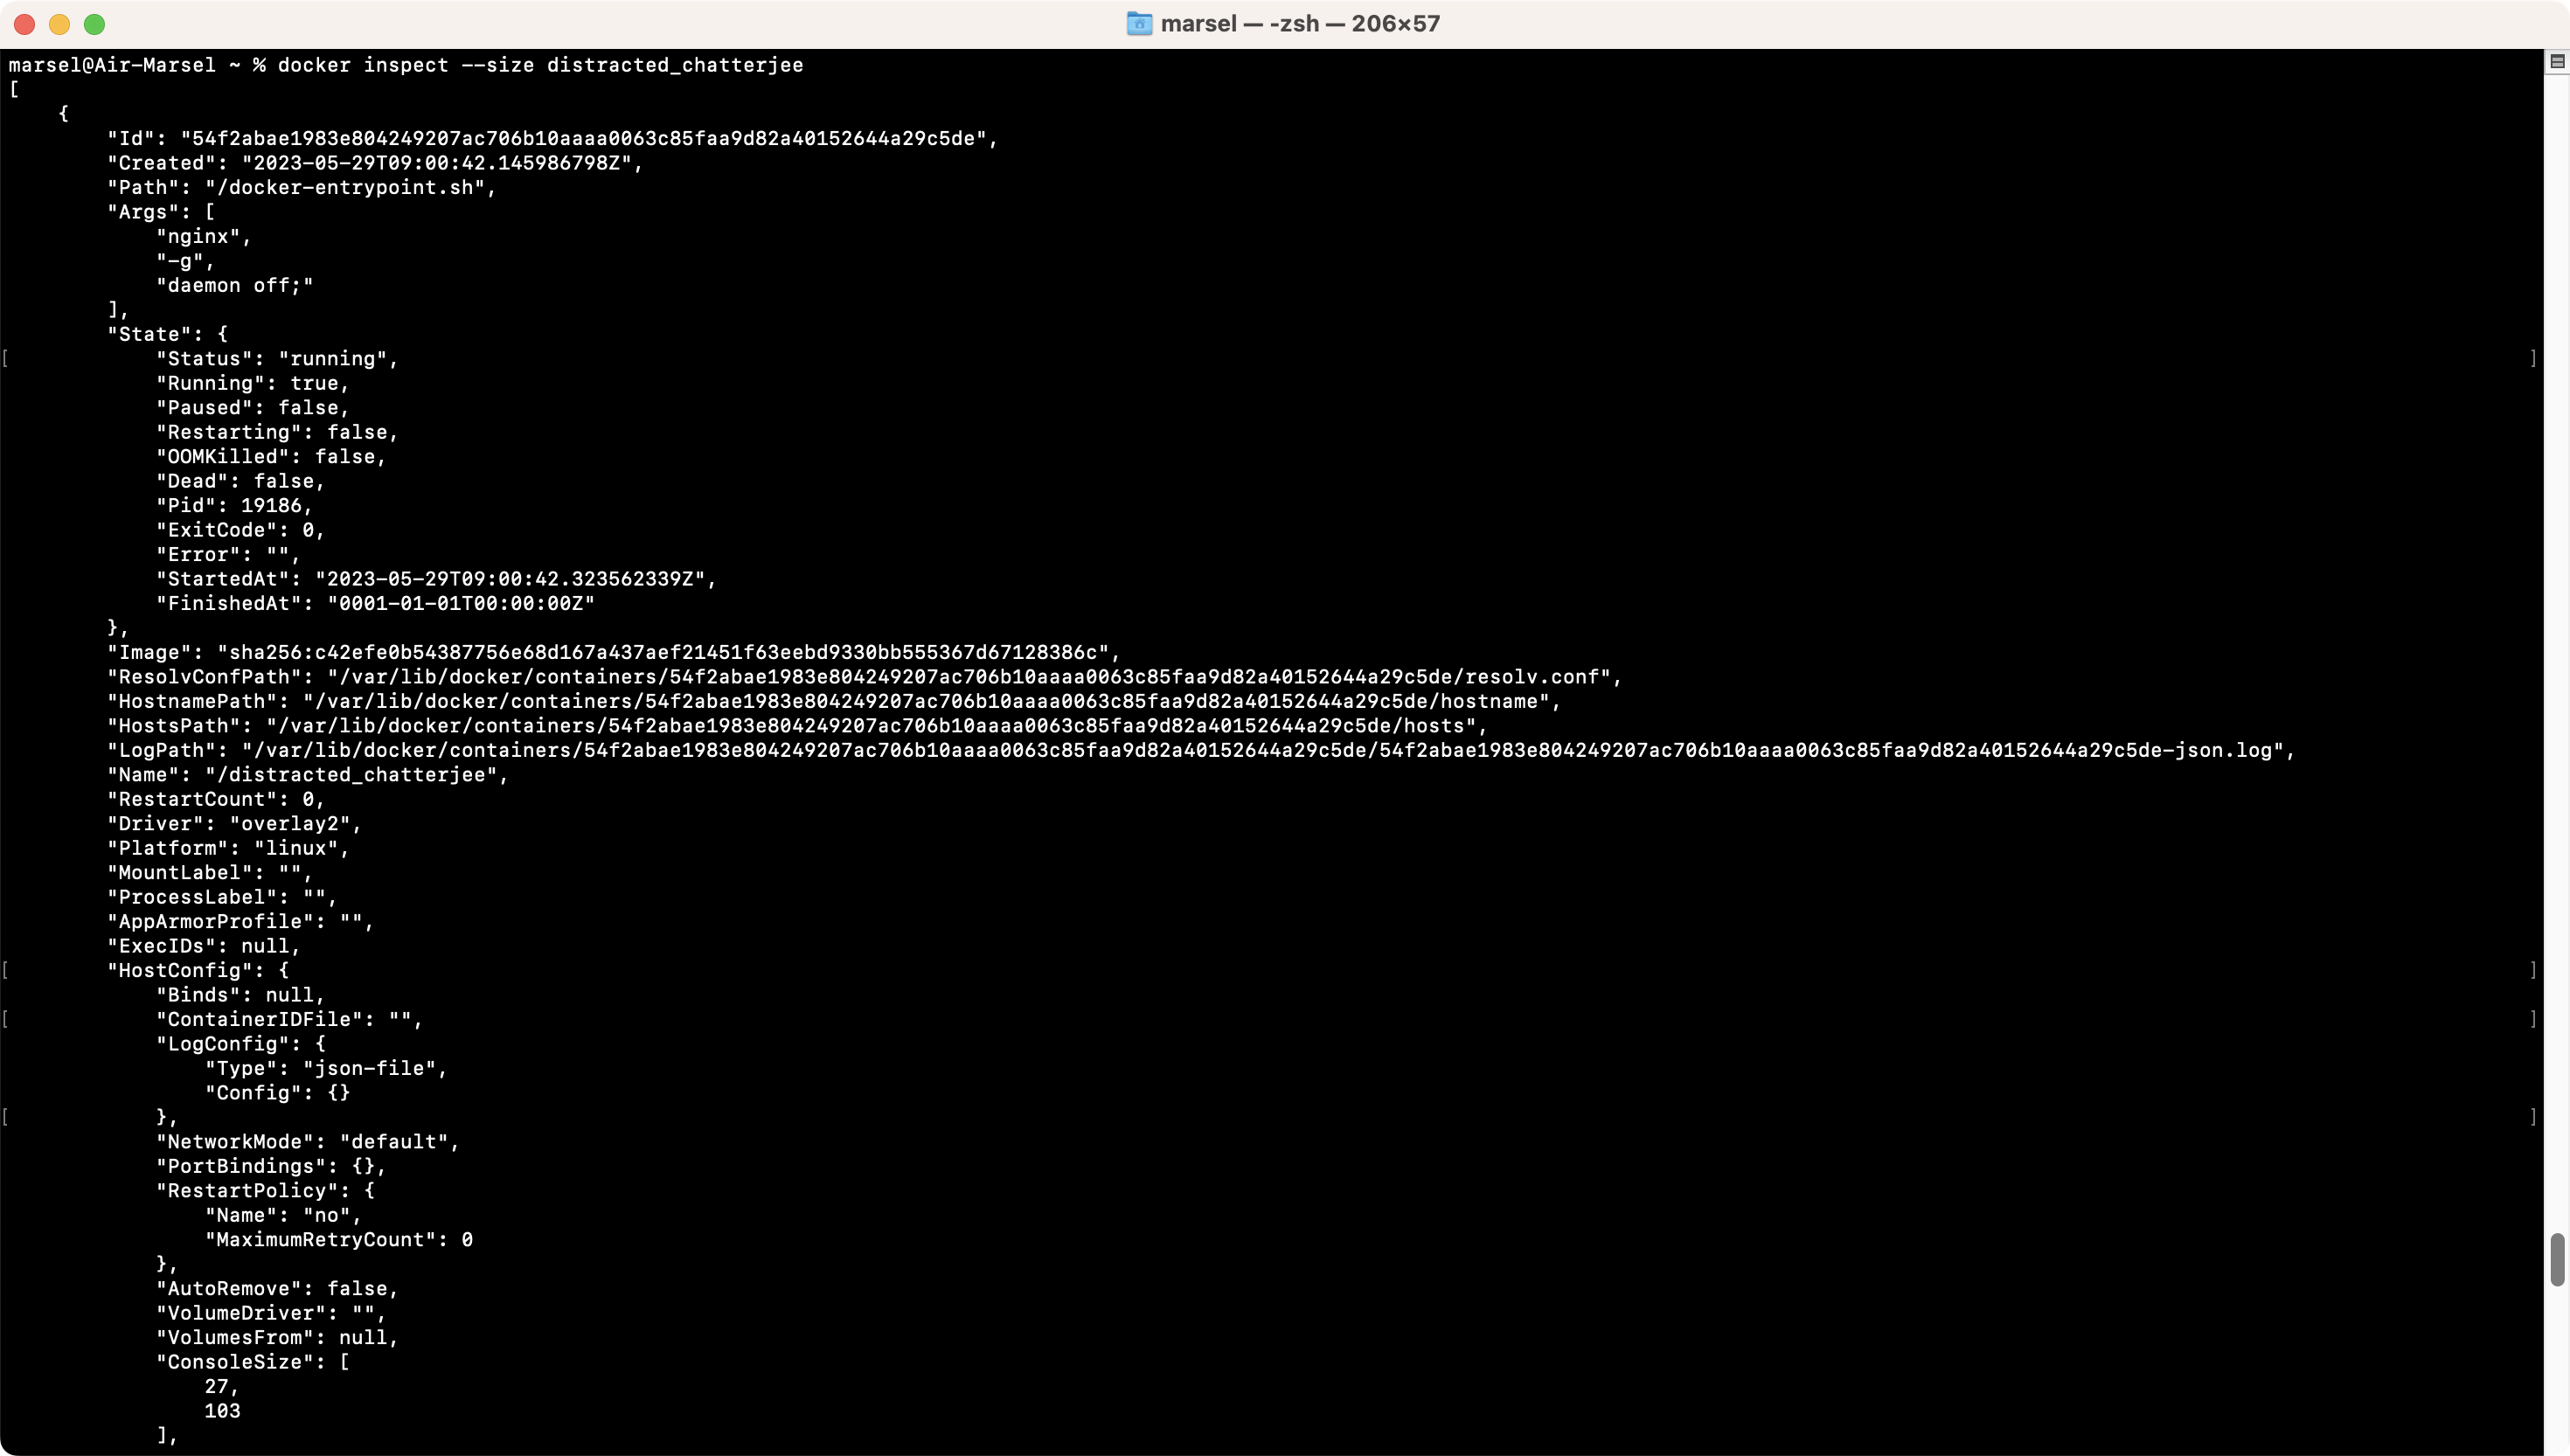 marsel — -zsh — 206×57
marsel@Air-Marsel ~ % docker inspect --size distracted_chatterjee
[
    {
        "Id": "54f2abae1983e804249207ac706b10aaaa0063c85faa9d82a40152644a29c5de",
        "Created": "2023-05-29T09:00:42.145986798Z",
        "Path": "/docker-entrypoint.sh",
        "Args": [
            "nginx",
            "-g",
            "daemon off;"
        ],
        "State": {
            "Status": "running",
            "Running": true,
            "Paused": false,
            "Restarting": false,
            "OOMKilled": false,
            "Dead": false,
            "Pid": 19186,
            "ExitCode": 0,
            "Error": "",
            "StartedAt": "2023-05-29T09:00:42.323562339Z",
            "FinishedAt": "0001-01-01T00:00:00Z"
        },
        "Image": "sha256:c42efe0b54387756e68d167a437aef21451f63eebd9330bb555367d67128386c",
        "ResolvConfPath": "/var/lib/docker/containers/54f2abae1983e804249207ac706b10aaaa0063c85faa9d82a40152644a29c5de/resolv.conf",
        "HostnamePath": "/var/lib/docker/containers/54f2abae1983e804249207ac706b10aaaa0063c85faa9d82a40152644a29c5de/hostname",
        "HostsPath": "/var/lib/docker/containers/54f2abae1983e804249207ac706b10aaaa0063c85faa9d82a40152644a29c5de/hosts",
        "LogPath": "/var/lib/docker/containers/54f2abae1983e804249207ac706b10aaaa0063c85faa9d82a40152644a29c5de/54f2abae1983e804249207ac706b10aaaa0063c85faa9d82a40152644a29c5de-json.log",
        "Name": "/distracted_chatterjee",
        "RestartCount": 0,
        "Driver": "overlay2",
        "Platform": "linux",
        "MountLabel": "",
        "ProcessLabel": "",
        "AppArmorProfile": "",
        "ExecIDs": null,
        "HostConfig": {
            "Binds": null,
            "ContainerIDFile": "",
            "LogConfig": {
                "Type": "json-file",
                "Config": {}
            },
            "NetworkMode": "default",
            "PortBindings": {},
            "RestartPolicy": {
                "Name": "no",
                "MaximumRetryCount": 0
            },
            "AutoRemove": false,
            "VolumeDriver": "",
            "VolumesFrom": null,
            "ConsoleSize": [
                27,
                103
            ],